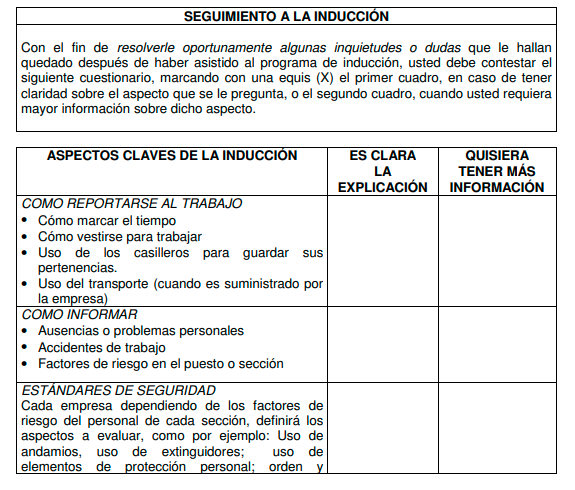 SEGUIMIENTO A LA INDUCCIÓN
Con el fin de resolverle oportunamente algunas inquietudes o dudas que le hallan
quedado después de haber asistido al programa de inducción, usted debe contestar el
siguiente cuestionario, marcando con una equis (X) el primer cuadro, en caso de tener
claridad sobre el aspecto que se le pregunta, o el segundo cuadro, cuando usted requiera
mayor información sobre dicho aspecto.
ASPECTOS CLAVES DE LA INDUCCIÓN
ES CLARA
LA
EXPLICACIÓN
QUISIERA
TENER MÁS
INFORMACIÓN
COMO REPORTARSE AL TRABAJO
• Cómo marcar el tiempo
• Cómo vestirse para trabajar
• Uso de los casilleros para guardar sus
pertenencias.
• Uso del transporte (cuando es suministrado por
la empresa)
COMO INFORMAR
• Ausencias o problemas personales
• Accidentes de trabajo
• Factores de riesgo en el puesto o sección
ESTÁNDARES DE SEGURIDAD
Cada empresa dependiendo de los factores de
riesgo del personal de cada sección, definirá los
aspectos a evaluar, como por ejemplo: Uso de
andamios, uso de extinguidores; uso de
elementos de protección personal; orden y